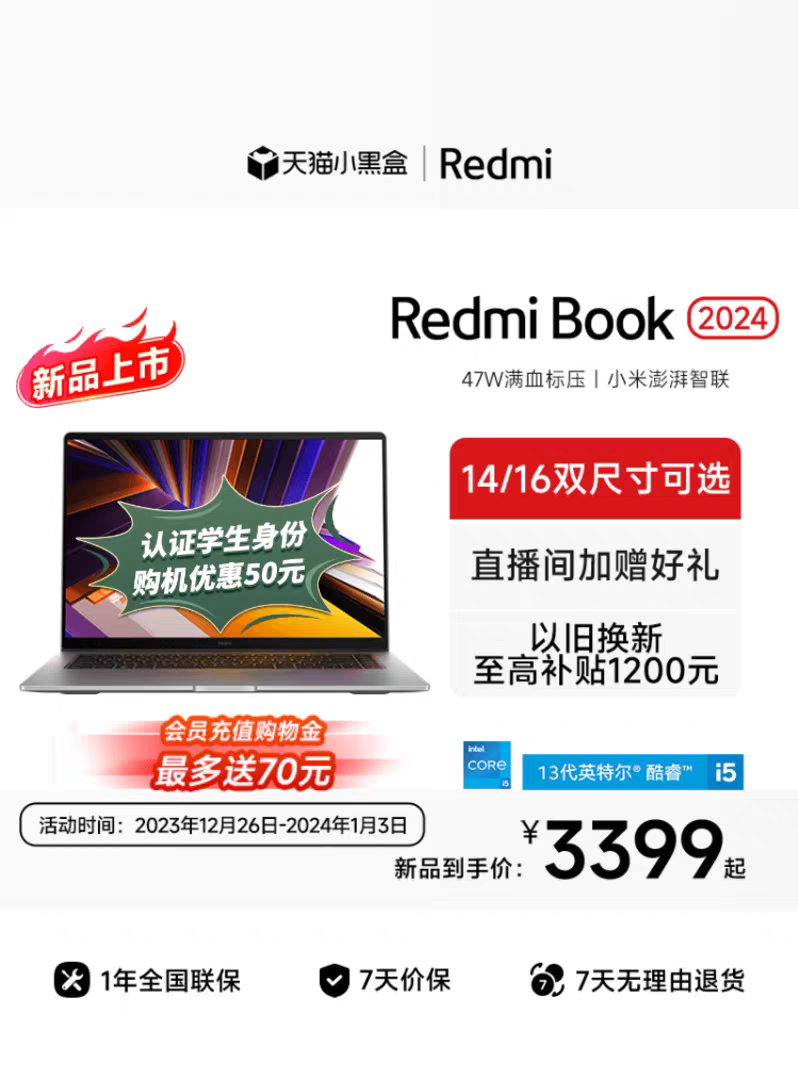 天猫小黑盒 | Redmi
Redmi Book 2024
47W满血标压 | 小米澎湃智联
新品上市
14/16双尺寸可选
直播间加赠好礼
以旧换新
至高补贴1200元
认证学生身份
购机优惠50元
会员充值购物金
最多送70元
intel
CORE
i5
13代英特尔® 酷睿™ i5
活动时间：2023年12月26日-2024年1月3日
新品到手价：¥3399起
1年全国联保
7天价保
7
7天无理由退货